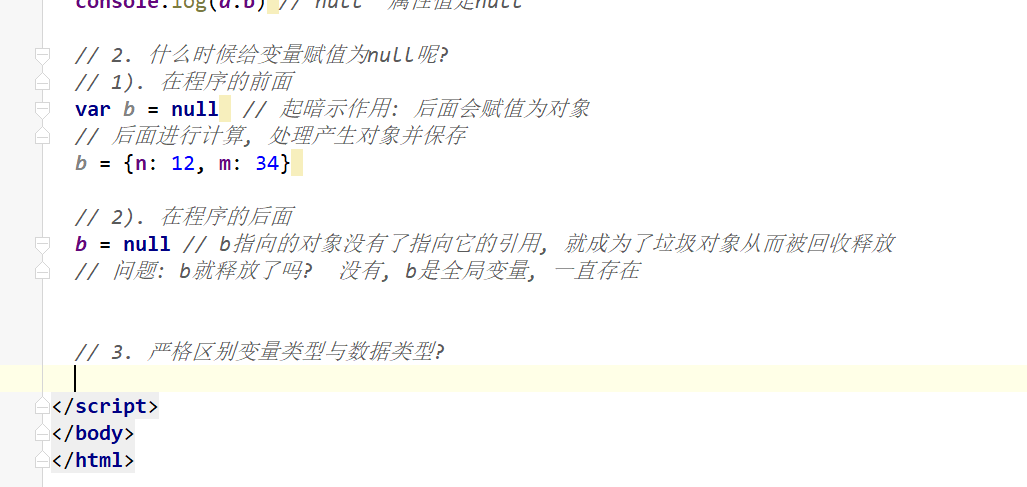 console.log(a.b) // null 属性值是null
// 2. 什么时候给变量赋值为null呢?
// 1). 在程序的前面
var b = null // 起暗示作用: 后面会赋值为对象
// 后面进行计算, 处理产生对象并保存
b = {n: 12, m: 34}
// 2). 在程序的后面
b = null // b指向的对象没有了指向它的引用, 就成为了垃圾对象从而被回收释放
// 问题: b就释放了吗? 没有, b是全局变量, 一直存在
// 3. 严格区别变量类型与数据类型?
</script>
</body>
</html>